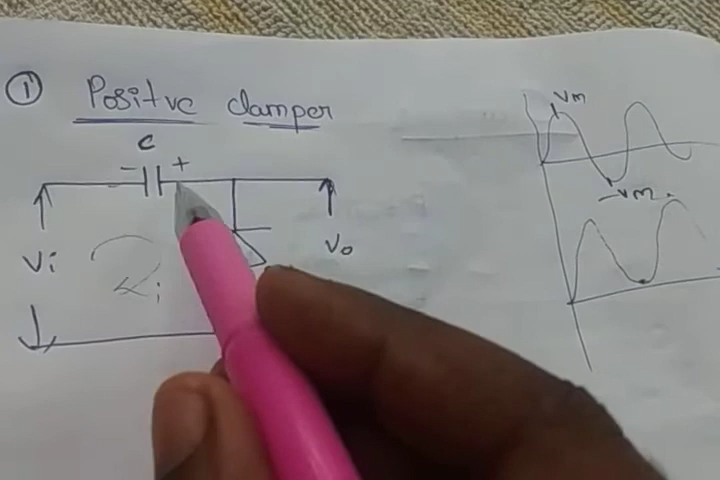 ① Positve clamper
C
- +
Vi
i
Vo
Vm
-Vm.